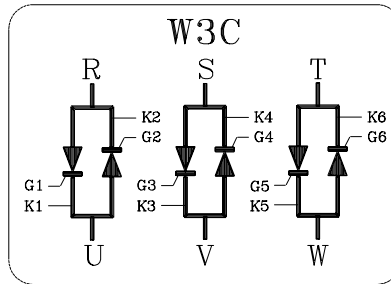 W3C
R S T
K2 K4 K6
G2 G4 G6
G1 G3 G5
K1 K3 K5
U V W